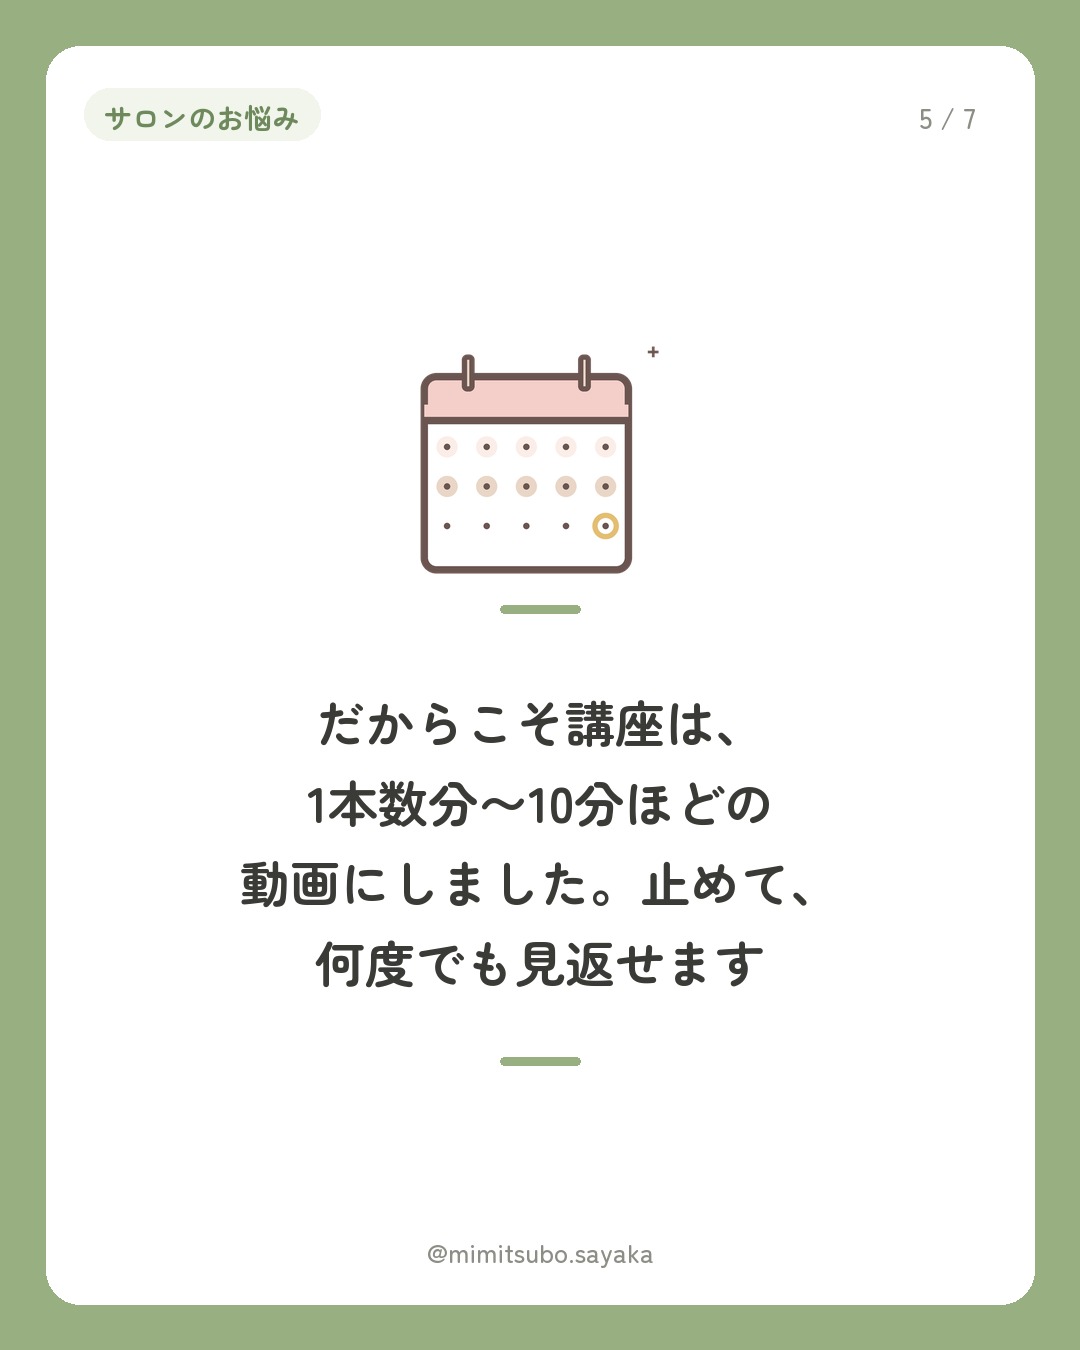 サロンのお悩み
5 / 7
だからこそ講座は、
1本数分〜10分ほどの
動画にしました。止めて、
何度でも見返せます
@mimitsubo.sayaka